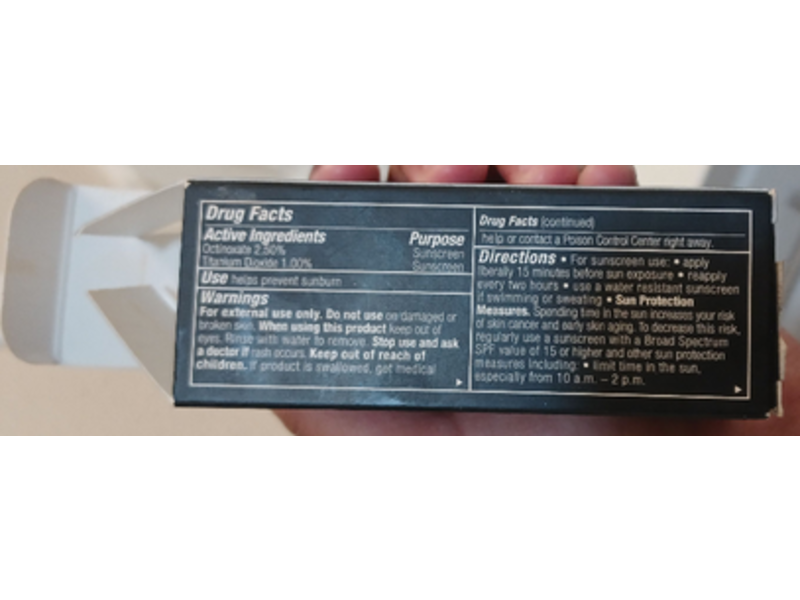 Drug Facts
Active Ingredients Purpose
Octinoxate 2.50% Sunscreen
Titanium Dioxide 1.00% Sunscreen
Use helps prevent sunburn
Warnings
For external use only. Do not use on damaged or
broken skin. When using this product keep out of
eyes. Rinse with water to remove. Stop use and ask
a doctor if rash occurs. Keep out of reach of
children. If product is swallowed, get medical
Drug Facts (continued)
help or contact a Poison Control Center right away.
Directions • For sunscreen use: • apply
liberally 15 minutes before sun exposure • reapply
every two hours • use a water resistant sunscreen
if swimming or sweating • Sun Protection
Measures. Spending time in the sun increases your risk
of skin cancer and early skin aging. To decrease this risk,
regularly use a sunscreen with a Broad Spectrum
SPF value of 15 or higher and other sun protection
measures including: • limit time in the sun,
especially from 10 a.m. – 2 p.m.